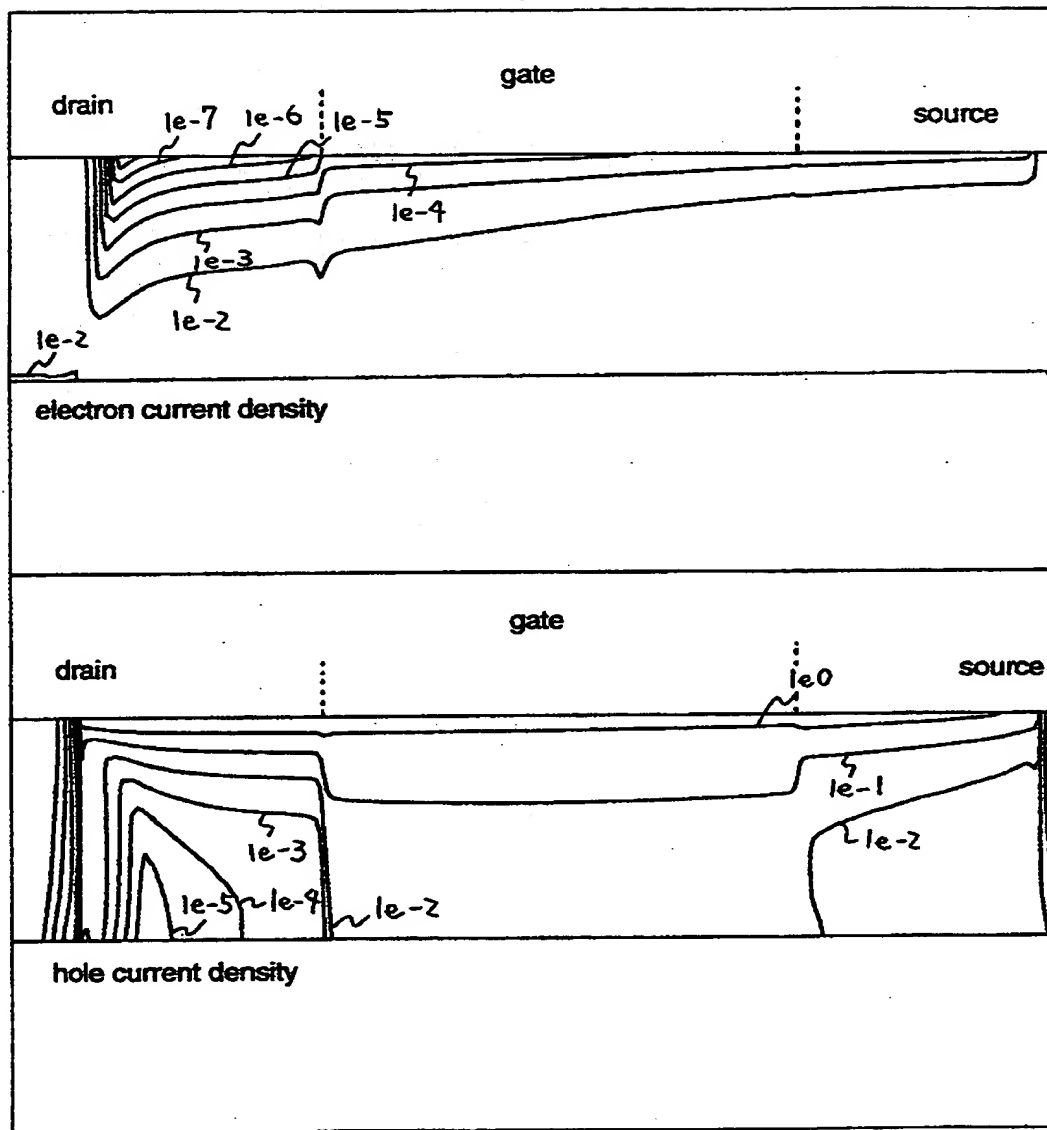 gate
drain
source
1e-7
1e-6
1e-5
1e-4
1e-3
1e-2
1e-2
electron current density
gate
drain
source
1e0
1e-1
1e-2
1e-3
1e-5
1e-4
1e-2
hole current density